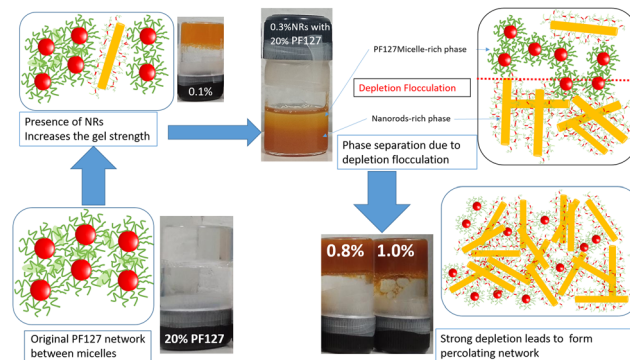 0.1%
Presence of NRs
Increases the gel strength
0.3%NRs with
20% PF127
PF127Micelle-rich phase
Depletion Flocculation
Nanorods-rich phase
Phase separation due to
depletion flocculation
Original PF127 network
between micelles
20% PF127
0.8%
1.0%
Strong depletion leads to form
percolating network